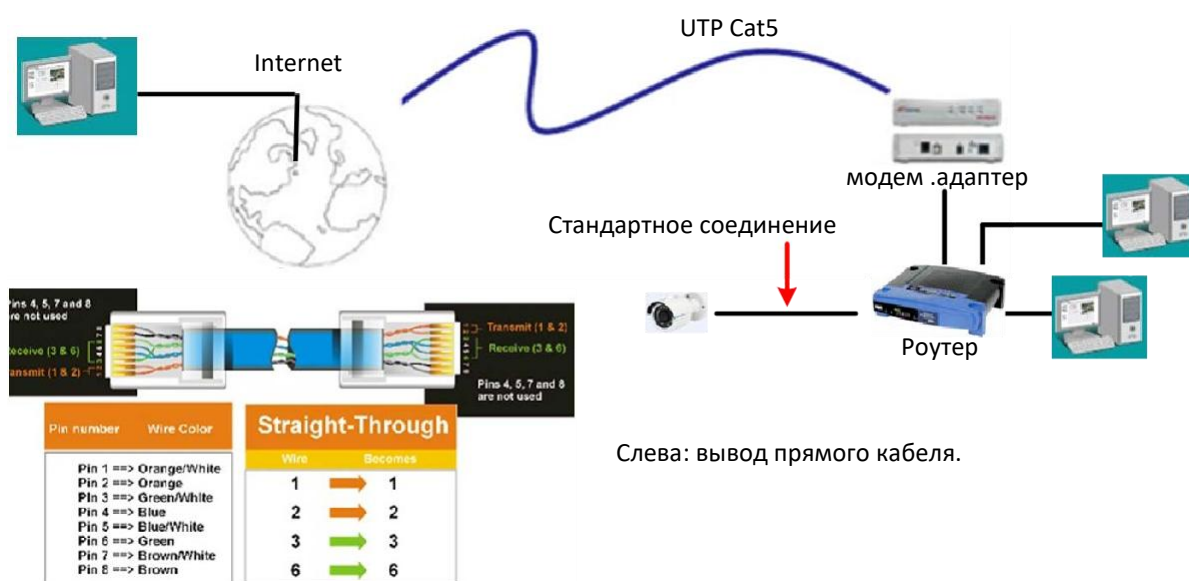 UTP Cat5
Internet
модем .адаптер
Стандартное соединение
Роутер
Pins 4, 5, 7 and 8
are not used
Receive (3 & 6)
Transmit (1 & 2)
Transmit (1 & 2)
Receive (3 & 6)
Pins 4, 5, 7 and 8
are not used
Pin number Wire Color
Pin 1 ==> Orange/White
Pin 2 ==> Orange
Pin 3 ==> Green/White
Pin 4 ==> Blue
Pin 5 ==> Blue/White
Pin 6 ==> Green
Pin 7 ==> Brown/White
Pin 8 ==> Brown
Straight-Through
Wire Becomes
1 1
2 2
3 3
6 6
Слева: вывод прямого кабеля.